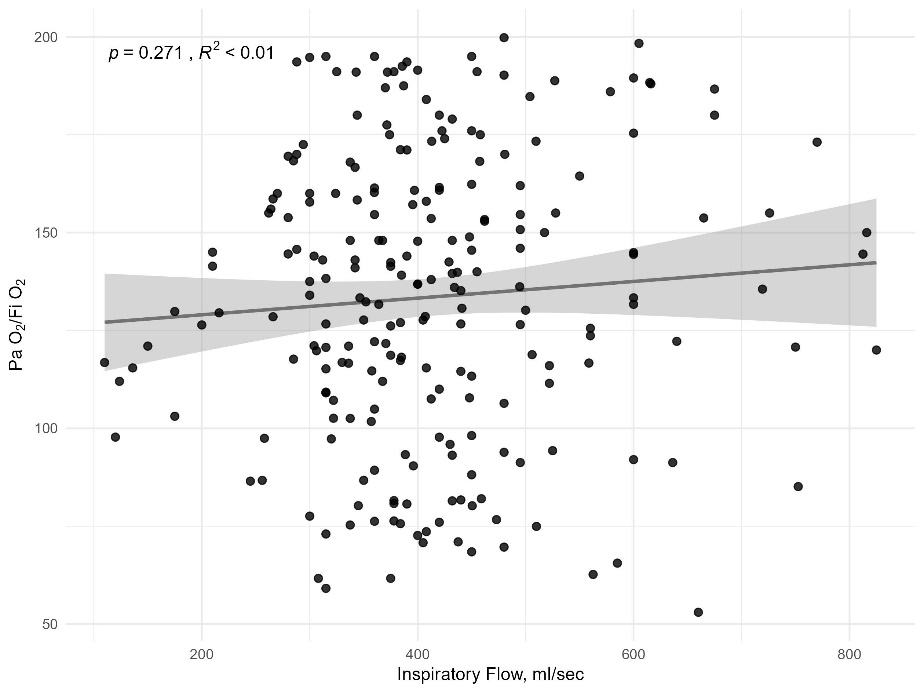 p = 0.271 , R² < 0.01
200
150
100
50
Pa O₂/Fi O₂
200 400 600 800
Inspiratory Flow, ml/sec